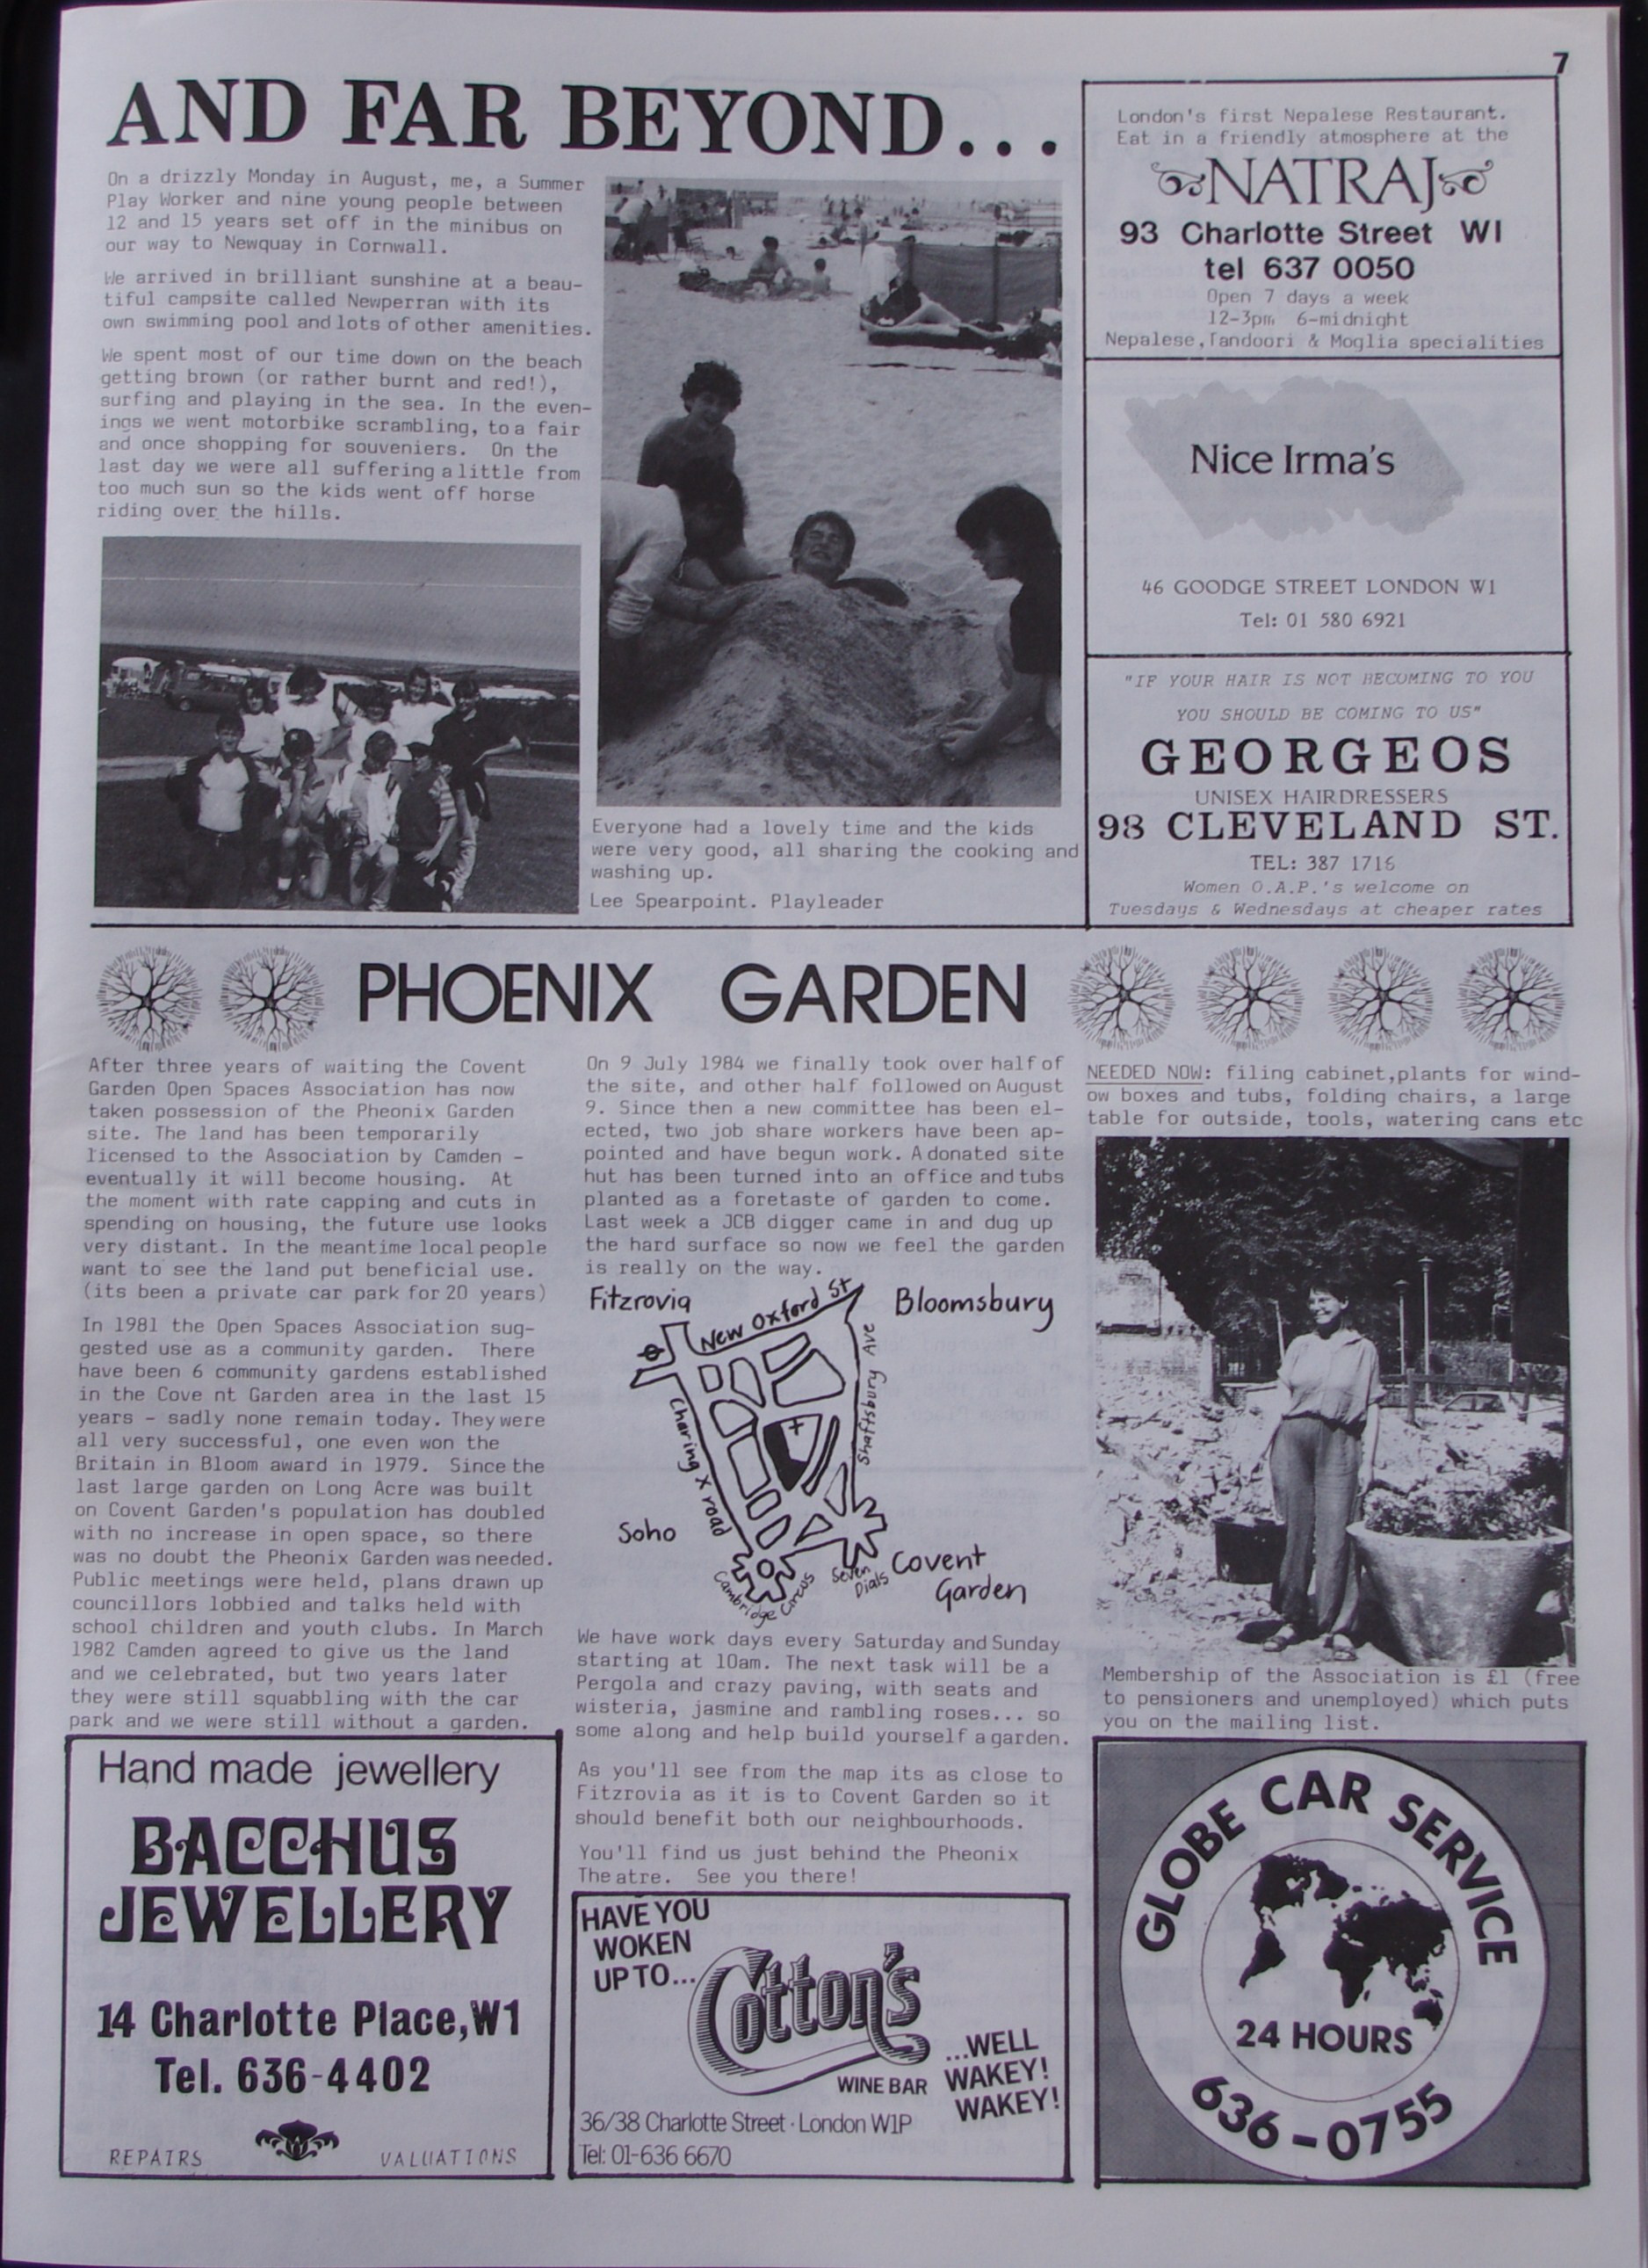 7
AND FAR BEYOND...
On a drizzly Monday in August, me, a Summer
Play Worker and nine young people between
12 and 15 years set off in the minibus on
our way to Newquay in Cornwall.
We arrived in brilliant sunshine at a beau-
tiful campsite called Newperran with its
own swimming pool and lots of other amenities.
We spent most of our time down on the beach
getting brown (or rather burnt and red!),
surfing and playing in the sea. In the even-
ings we went motorbike scrambling, to a fair
and once shopping for souveniers. On the
last day we were all suffering a little from
too much sun so the kids went off horse
riding over the hills.
Everyone had a lovely time and the kids
were very good, all sharing the cooking and
washing up.
Lee Spearpoint. Playleader
London's first Nepalese Restaurant.
Eat in a friendly atmosphere at the
NATRAJ
93 Charlotte Street W1
tel 637 0050
Open 7 days a week
12-3pm 6-midnight
Nepalese, Tandoori & Moglia specialities
Nice Irma's
46 GOODGE STREET LONDON W1
Tel: 01 580 6921
"IF YOUR HAIR IS NOT BECOMING TO YOU
YOU SHOULD BE COMING TO US"
GEORGEOS
UNISEX HAIRDRESSERS
98 CLEVELAND ST.
TEL: 387 1716
Women O.A.P.'s welcome on
Tuesdays & Wednesdays at cheaper rates
PHOENIX GARDEN
After three years of waiting the Covent
Garden Open Spaces Association has now
taken possession of the Pheonix Garden
site. The land has been temporarily
licensed to the Association by Camden -
eventually it will become housing. At
the moment with rate capping and cuts in
spending on housing, the future use looks
very distant. In the meantime local people
want to see the land put beneficial use.
(its been a private car park for 20 years)
In 1981 the Open Spaces Association sug-
gested use as a community garden. There
have been 6 community gardens established
in the Cove nt Garden area in the last 15
years - sadly none remain today. They were
all very successful, one even won the
Britain in Bloom award in 1979. Since the
last large garden on Long Acre was built
on Covent Garden's population has doubled
with no increase in open space, so there
was no doubt the Pheonix Garden was needed.
Public meetings were held, plans drawn up
councillors lobbied and talks held with
school children and youth clubs. In March
1982 Camden agreed to give us the land
and we celebrated, but two years later
they were still squabbling with the car
park and we were still without a garden.
On 9 July 1984 we finally took over half of
the site, and other half followed on August
9. Since then a new committee has been el-
ected, two job share workers have been ap-
pointed and have begun work. A donated site
hut has been turned into an office and tubs
planted as a foretaste of garden to come.
Last week a JCB digger came in and dug up
the hard surface so now we feel the garden
is really on the way.
Fitzrovia
New Oxford St
Bloomsbury
Shaftsbury Ave
Charing X road
Soho
Cambridge Circus
Seven
Dials
Covent
Garden
We have work days every Saturday and Sunday
starting at 10am. The next task will be a
Pergola and crazy paving, with seats and
wisteria, jasmine and rambling roses... so
some along and help build yourself a garden.
As you'll see from the map its as close to
Fitzrovia as it is to Covent Garden so it
should benefit both our neighbourhoods.
You'll find us just behind the Pheonix
Theatre. See you there!
NEEDED NOW: filing cabinet, plants for wind-
ow boxes and tubs, folding chairs, a large
table for outside, tools, watering cans etc
Membership of the Association is £1 (free
to pensioners and unemployed) which puts
you on the mailing list.
Hand made jewellery
BACCHUS
JEWELLERY
14 Charlotte Place, W1
Tel. 636-4402
REPAIRS VALUATIONS
HAVE YOU
WOKEN
UP TO...
Cotton's
WINE BAR
...WELL
WAKEY!
WAKEY!
36/38 Charlotte Street · London W1P
Tel: 01-636 6670
GLOBE CAR SERVICE
24 HOURS
636-0755